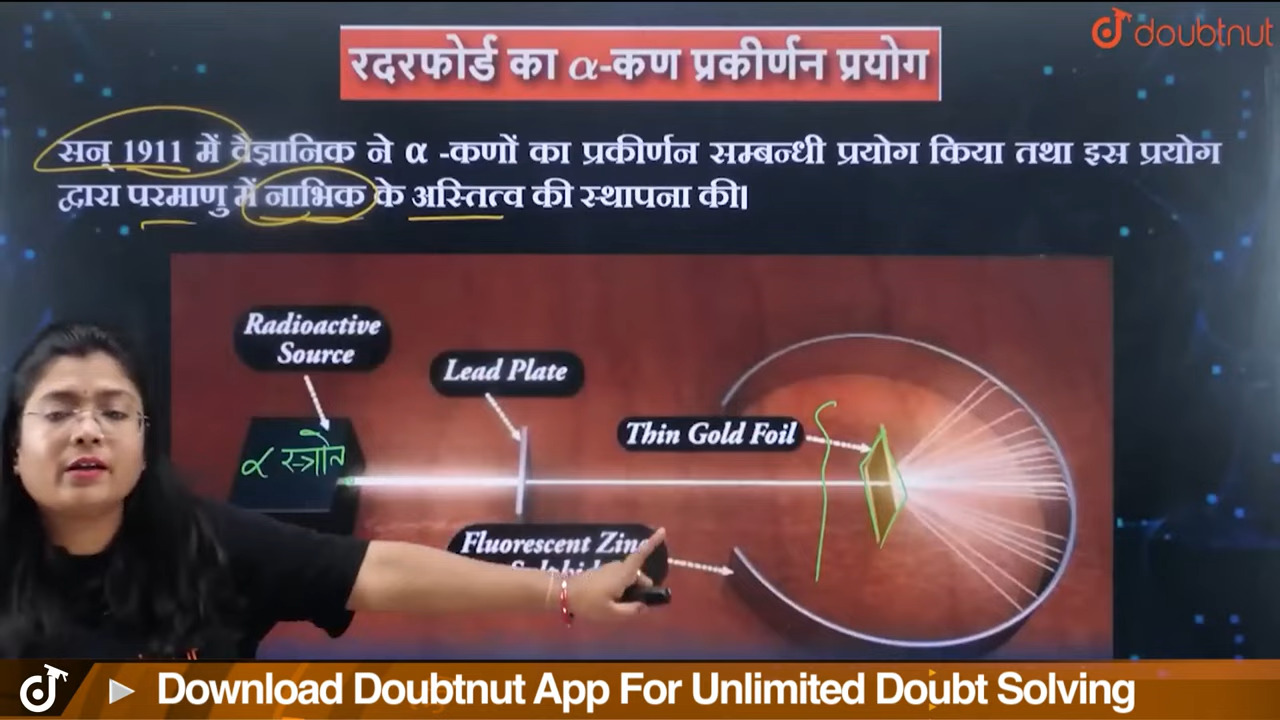 doubtnut
रदरफोर्ड का α-कण प्रकीर्णन प्रयोग
सन् 1911 में वैज्ञानिक ने α -कणों का प्रकीर्णन सम्बन्धी प्रयोग किया तथा इस प्रयोग
द्वारा परमाणु में नाभिक के अस्तित्व की स्थापना की।
Radioactive
Source
Lead Plate
Thin Gold Foil
α स्त्रोत
Fluorescent
Download Doubtnut App For Unlimited Doubt Solving